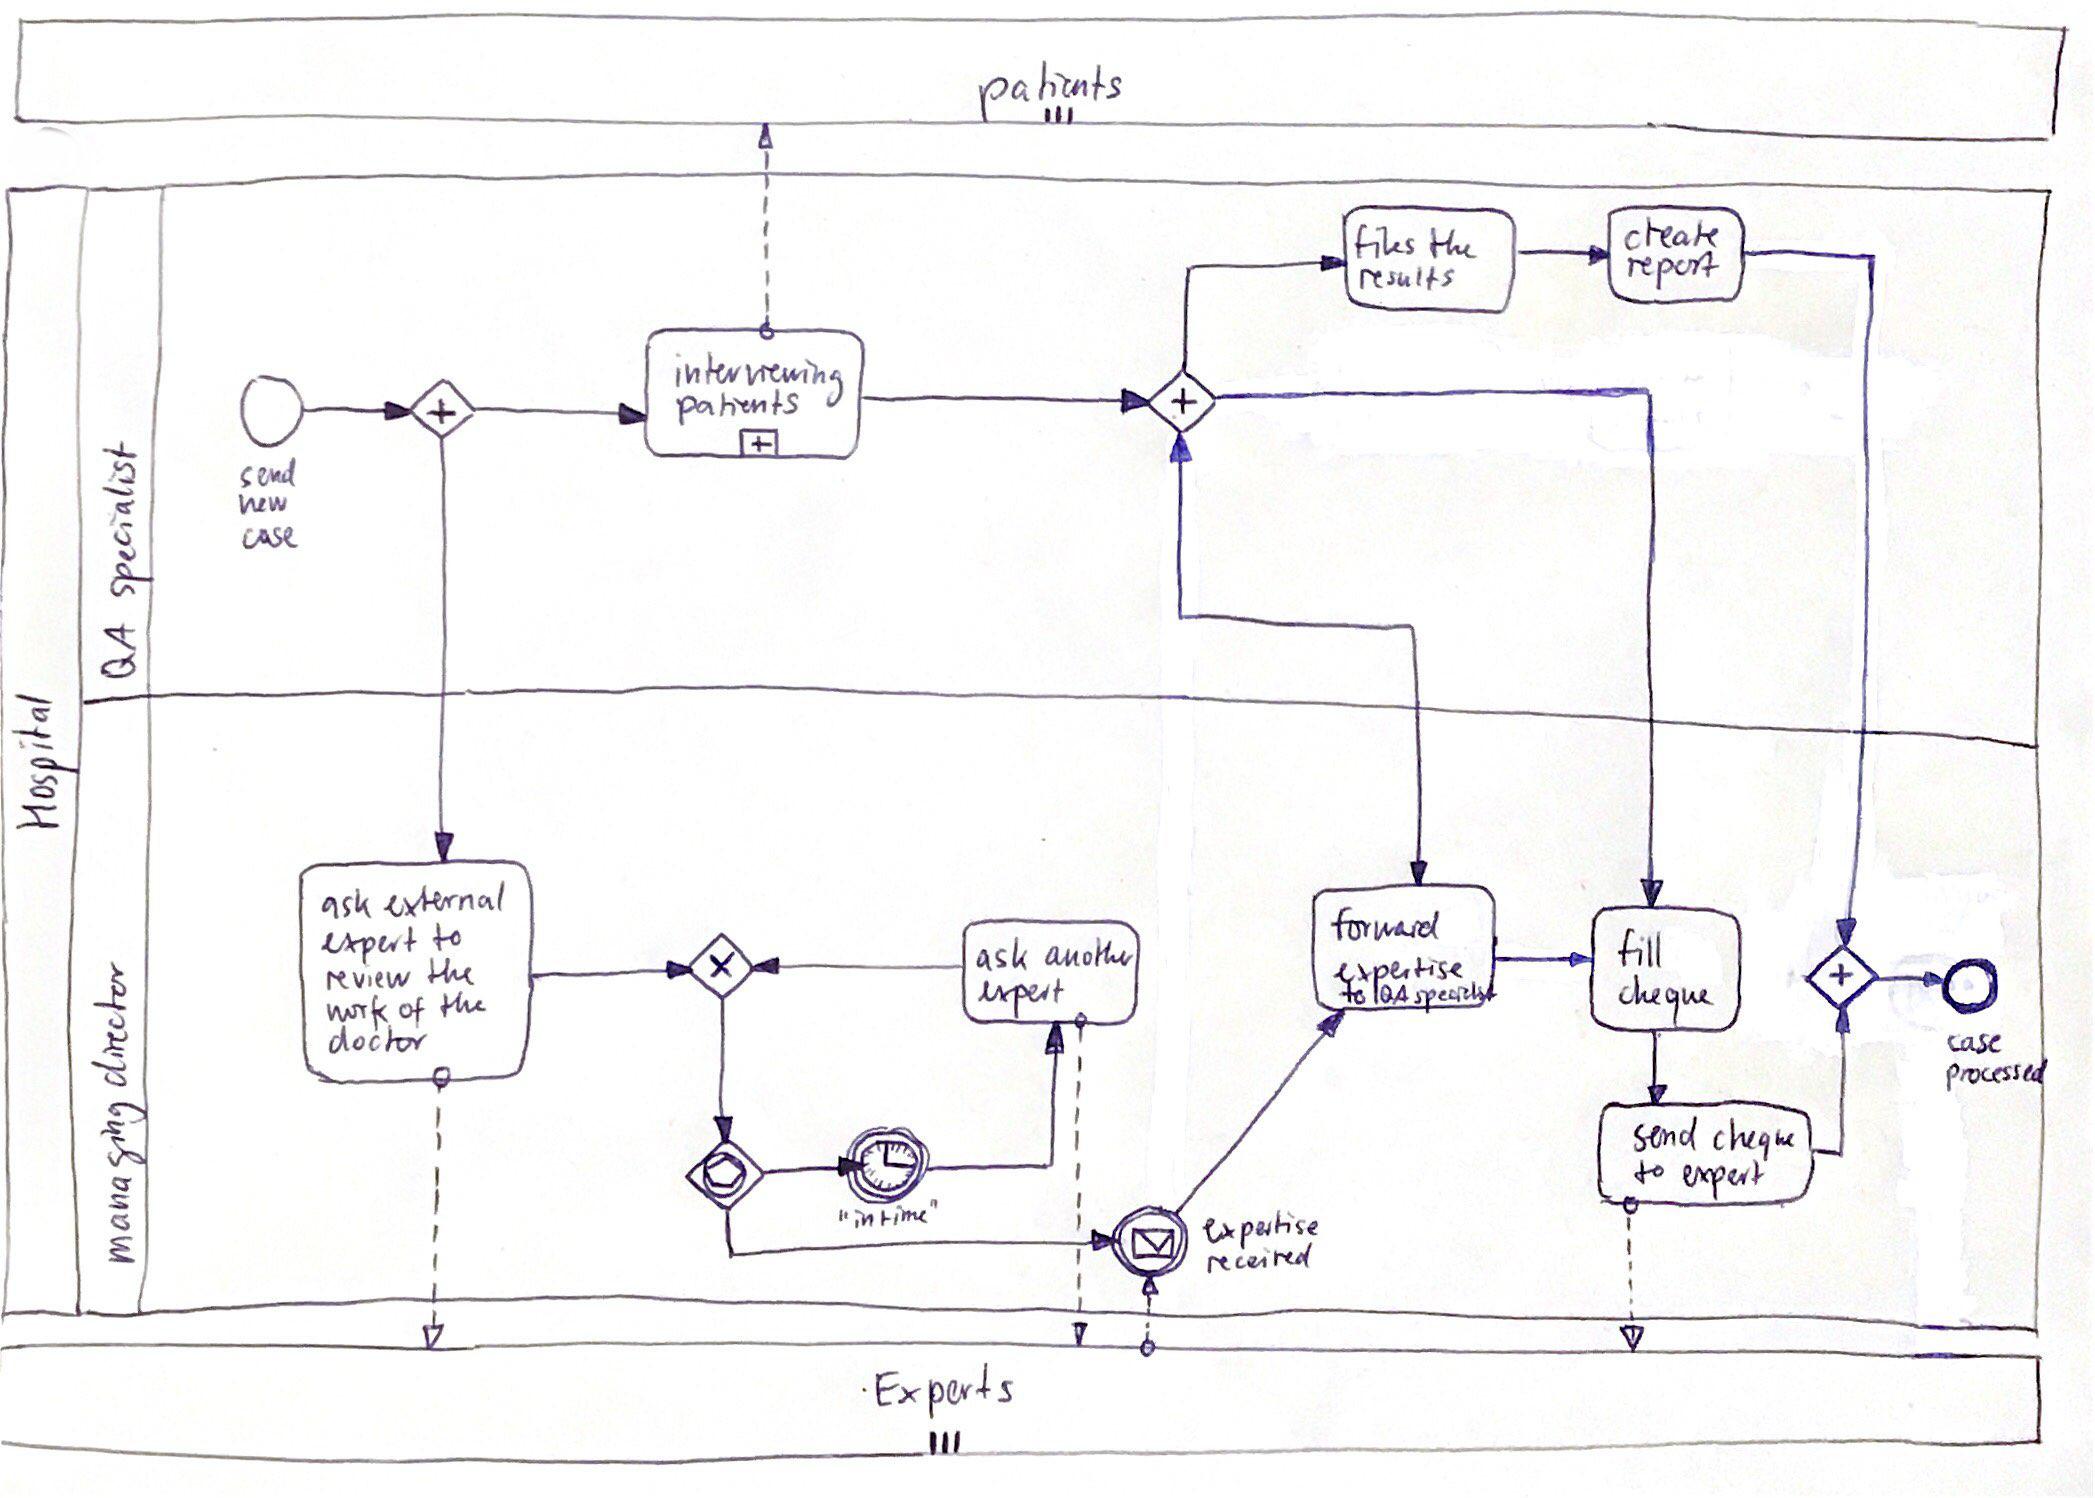 patients
Hospital
QA specialist
send
new
case
interviewing
patients
files the
results
create
report
managing director
ask external
expert to
review the
work of the
doctor
ask another
expert
"in time"
expertise
received
forward
expertise
to QA specialist
fill
cheque
send cheque
to expert
case
processed
Experts